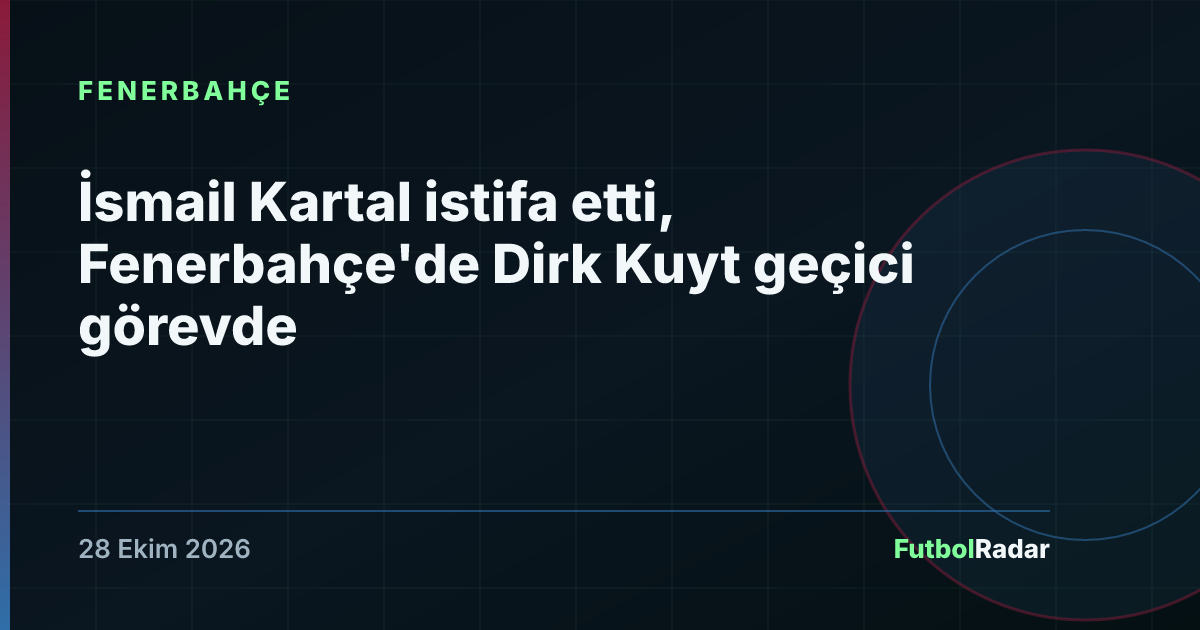 FENERBAHÇE
İsmail Kartal istifa etti,
Fenerbahçe'de Dirk Kuyt geçici
görevde
28 Ekim 2026
FutbolRadar